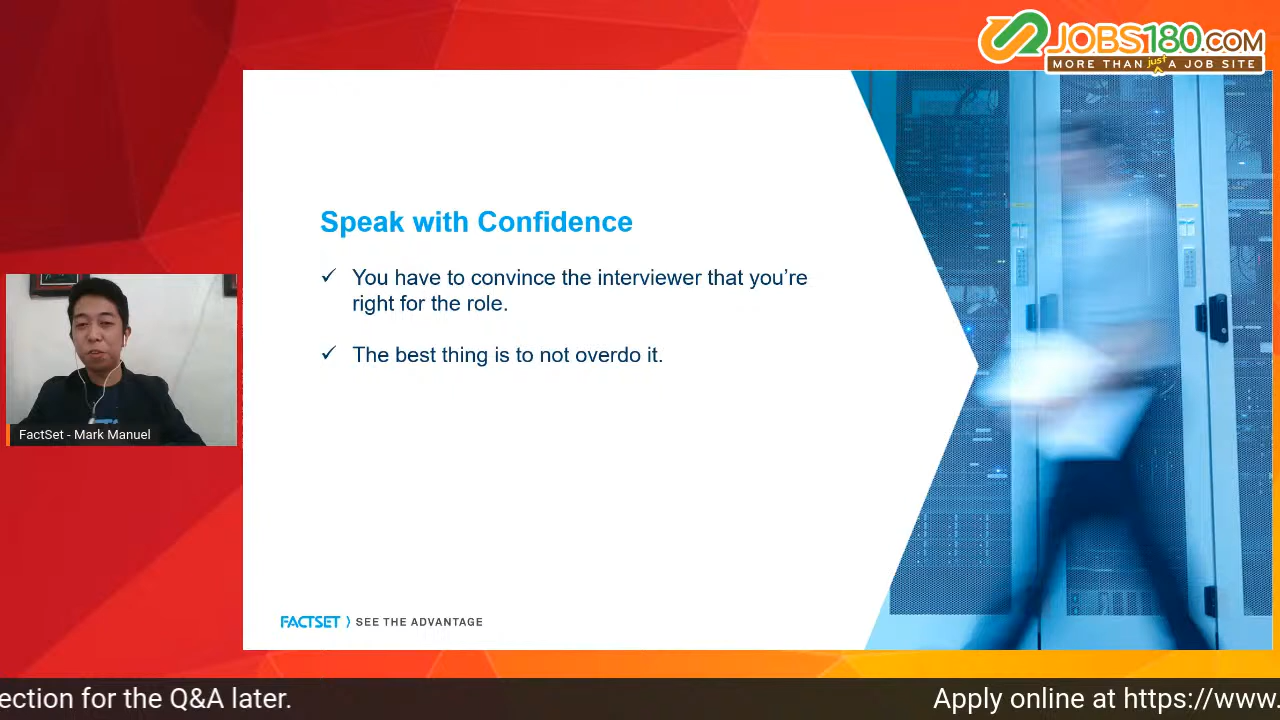 JOBS180.COM
MORE THAN just A JOB SITE
Speak with Confidence
✓ You have to convince the interviewer that you’re
right for the role.
✓ The best thing is to not overdo it.
FactSet - Mark Manuel
FACTSET ⟩ SEE THE ADVANTAGE
ection for the Q&A later.
Apply online at https://www.